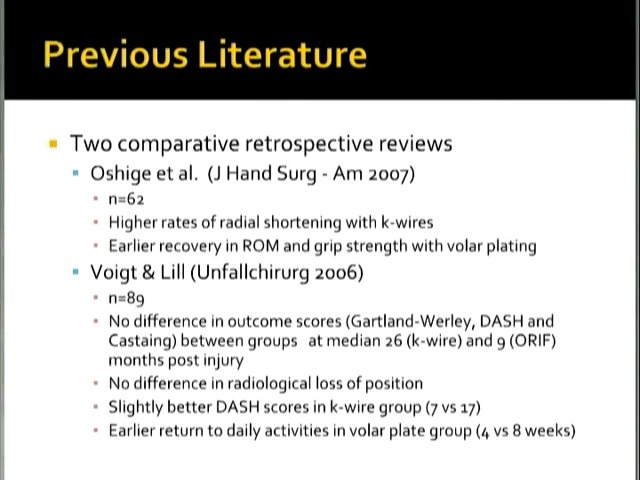 Previous Literature
Two comparative retrospective reviews
Oshige et al. (J Hand Surg - Am 2007)
n=62
Higher rates of radial shortening with k-wires
Earlier recovery in ROM and grip strength with volar plating
Voigt & Lill (Unfallchirurg 2006)
n=89
No difference in outcome scores (Gartland-Werley, DASH and
Castaing) between groups at median 26 (k-wire) and 9 (ORIF)
months post injury
No difference in radiological loss of position
Slightly better DASH scores in k-wire group (7 vs 17)
Earlier return to daily activities in volar plate group (4 vs 8 weeks)